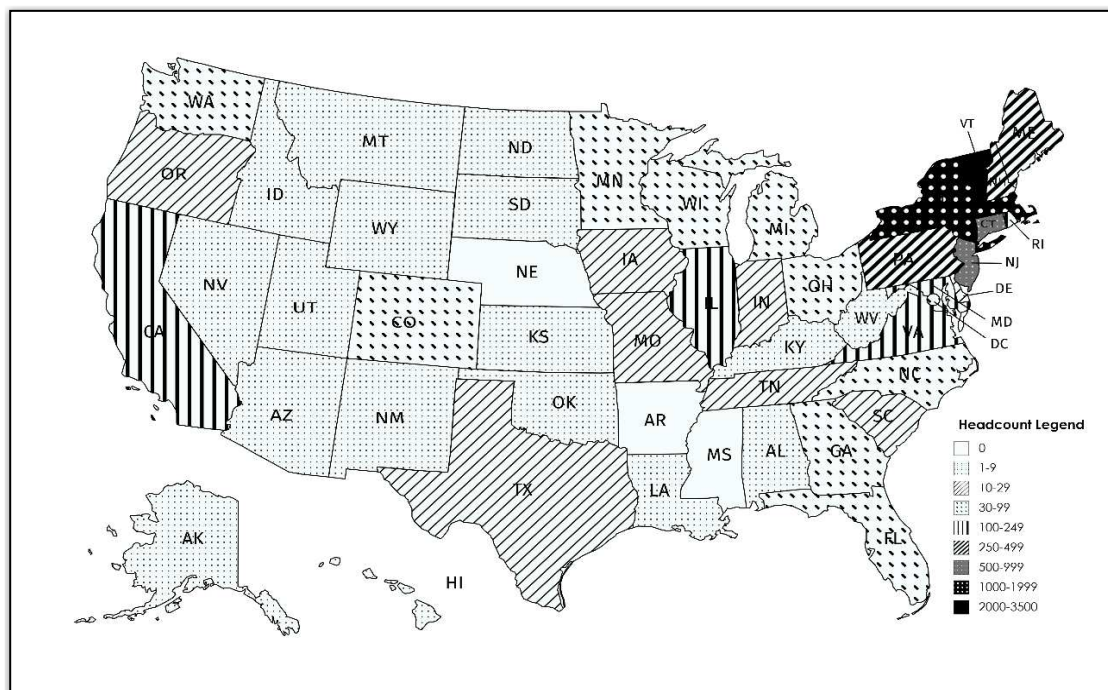 VT
WA
ME
MT
ND
OR
MN
ID
SD
WI
WY
MI
CT
RI
IA
PA
NE
NJ
NV
OH
IL
IN
DE
UT
CO
WV
MD
CA
KS
VA
MO
KY
DC
NC
TN
AZ
OK
NM
AR
SC
Headcount Legend
MS
AL
GA
0
1-9
LA
TX
10-29
30-99
100-249
AK
FL
250-499
HI
500-999
1000-1999
2000-3500